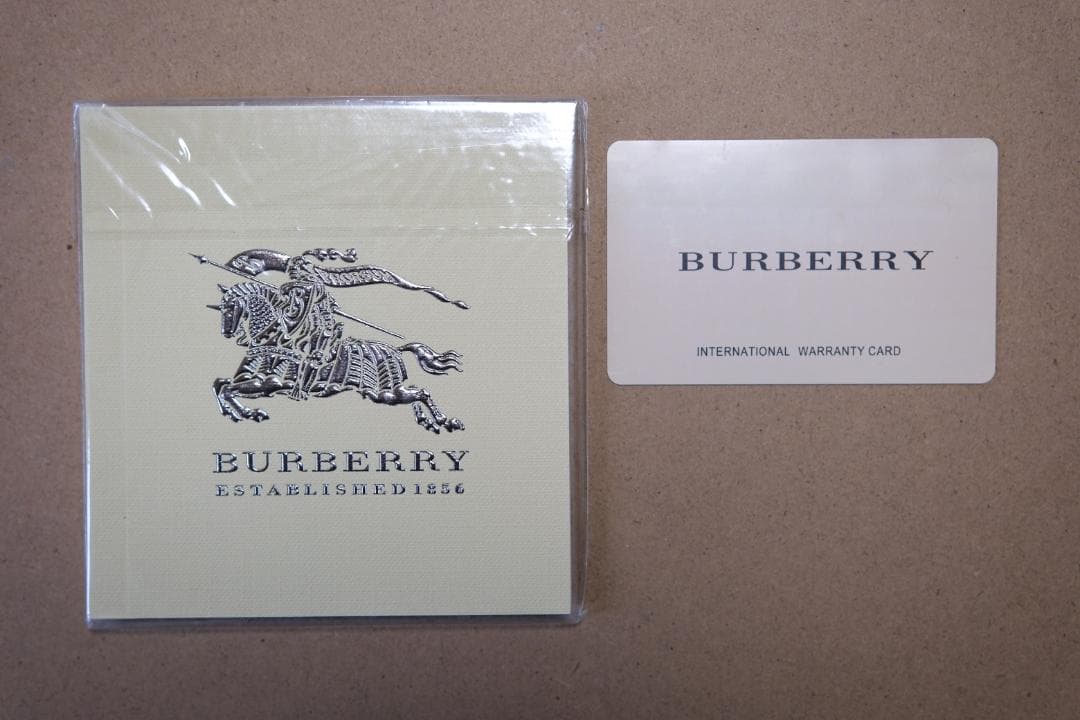 BURBERRY
ESTABLISHED 1856
BURBERRY
INTERNATIONAL WARRANTY CARD